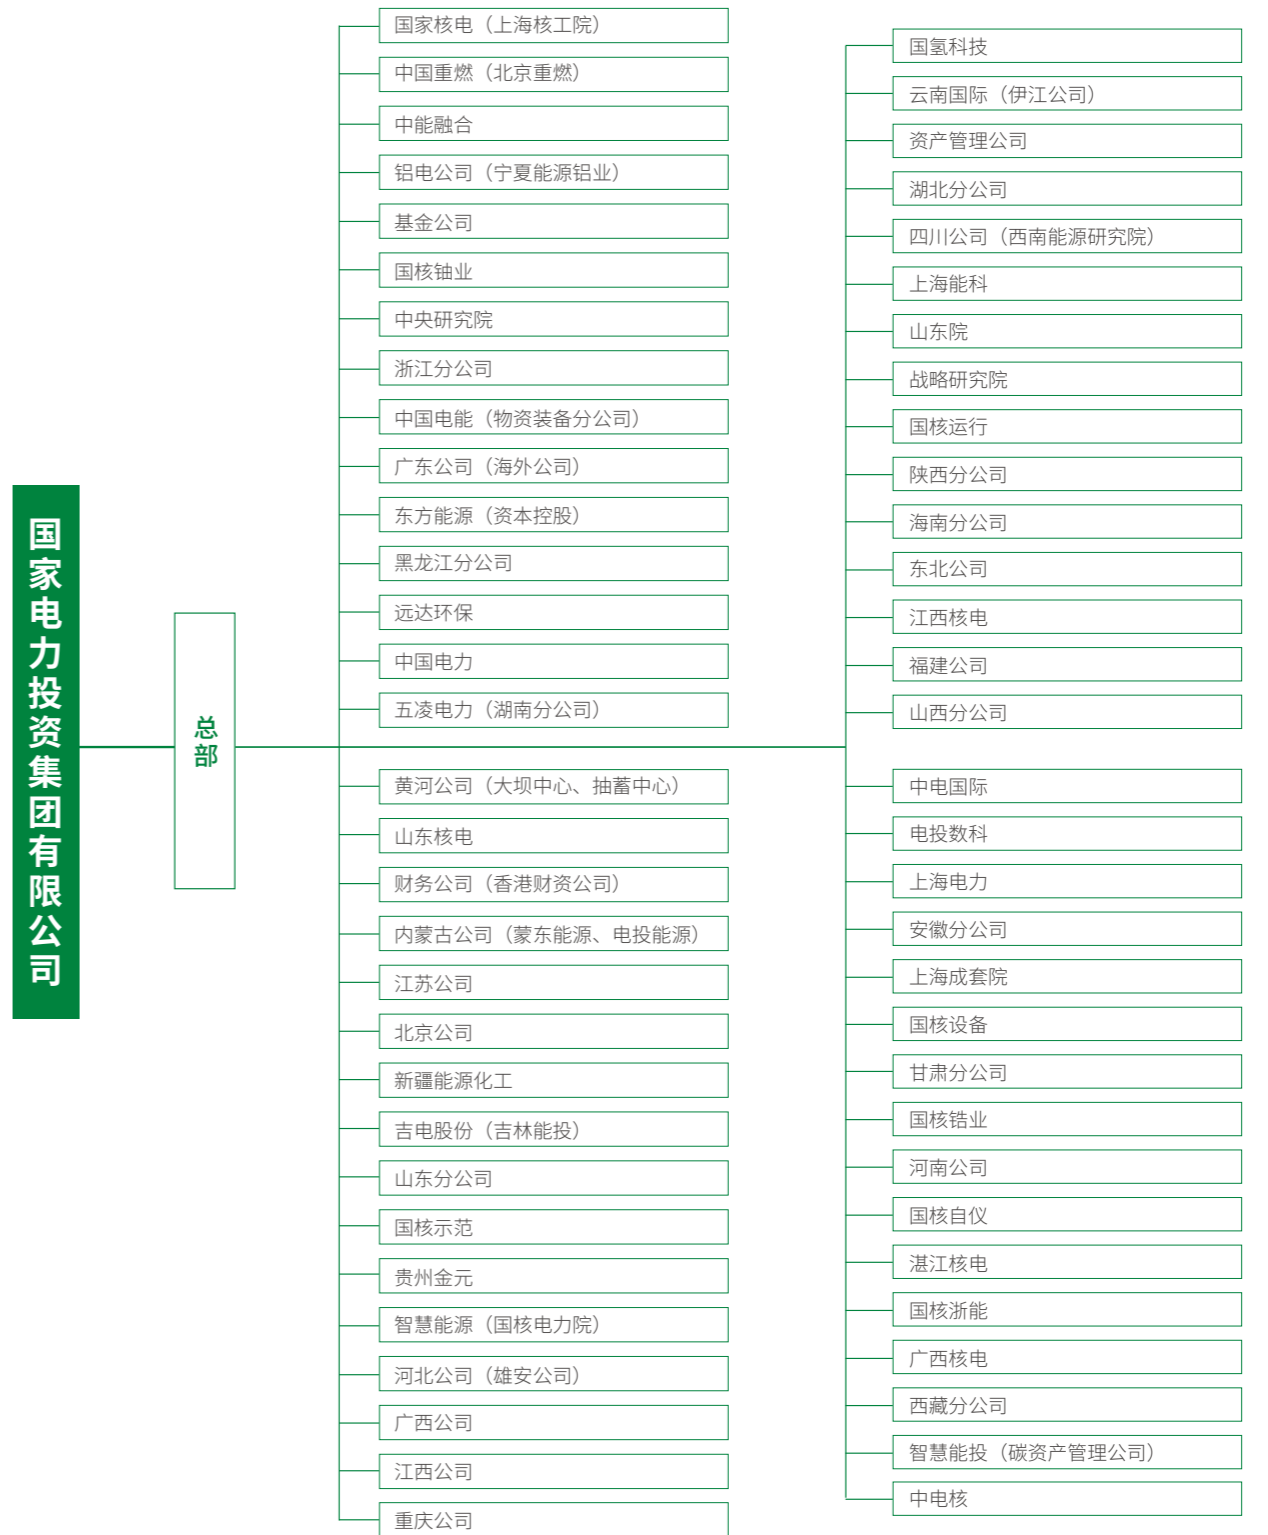 国家电力投资集团有限公司
总部
国家核电（上海核工院）
中国重燃（北京重燃）
中能融合
铝电公司（宁夏能源铝业）
基金公司
国核铀业
中央研究院
浙江分公司
中国电能（物资装备分公司）
广东公司（海外公司）
东方能源（资本控股）
黑龙江分公司
远达环保
中国电力
五凌电力（湖南分公司）
黄河公司（大坝中心、抽蓄中心）
山东核电
财务公司（香港财资公司）
内蒙古公司（蒙东能源、电投能源）
江苏公司
北京公司
新疆能源化工
吉电股份（吉林能投）
山东分公司
国核示范
贵州金元
智慧能源（国核电力院）
河北公司（雄安公司）
广西公司
江西公司
重庆公司
国氢科技
云南国际（伊江公司）
资产管理公司
湖北分公司
四川公司（西南能源研究院）
上海能科
山东院
战略研究院
国核运行
陕西分公司
海南分公司
东北公司
江西核电
福建公司
山西分公司
中电国际
电投数科
上海电力
安徽分公司
上海成套院
国核设备
甘肃分公司
国核锆业
河南公司
国核自仪
湛江核电
国核浙能
广西核电
西藏分公司
智慧能投（碳资产管理公司）
中电核